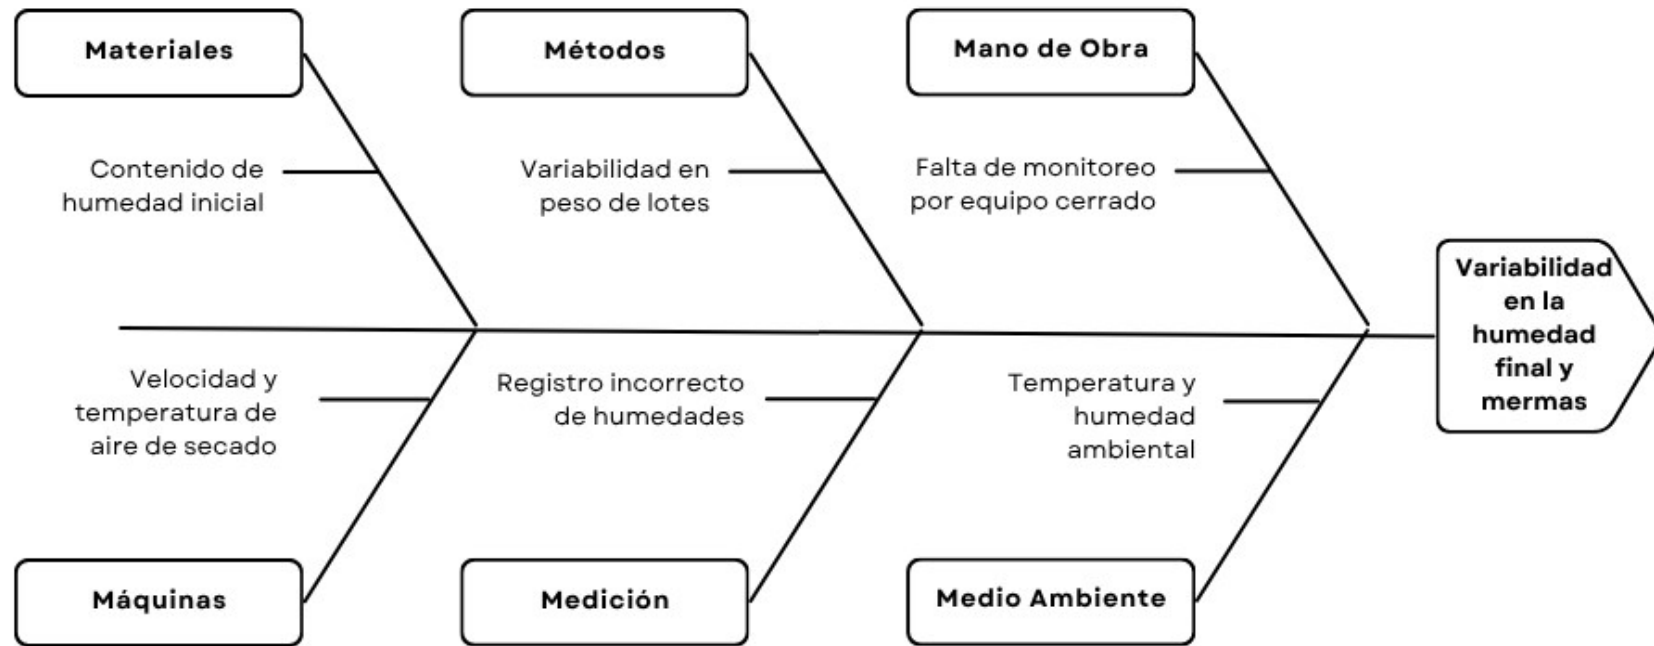 Materiales
Métodos
Mano de Obra
Contenido de
humedad inicial
Variabilidad en
peso de lotes
Falta de monitoreo
por equipo cerrado
Variabilidad
en la
humedad
final y
mermas
Velocidad y
temperatura de
aire de secado
Registro incorrecto
de humedades
Temperatura y
humedad
ambiental
Máquinas
Medición
Medio Ambiente